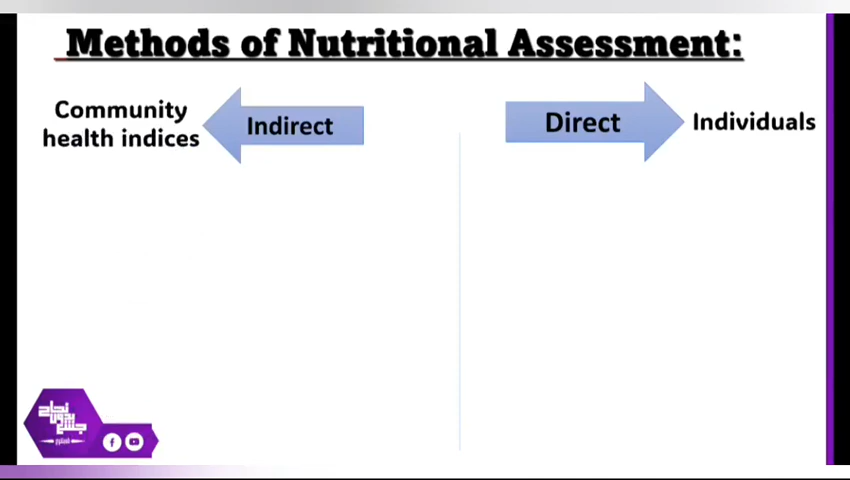 Methods of Nutritional Assessment:
Community
health indices
Indirect
Direct
Individuals